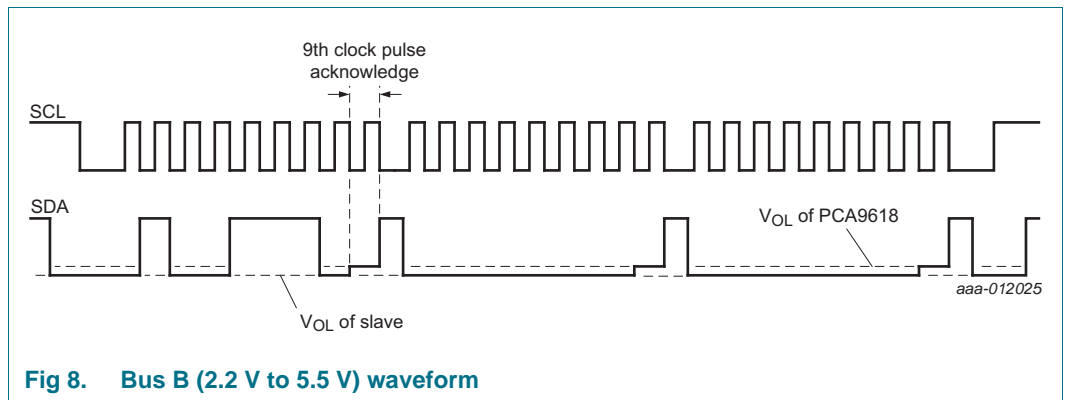 9th clock pulse
acknowledge
SCL
SDA
VOL of PCA9618
aaa-012025
VOL of slave
Fig 8. Bus B (2.2 V to 5.5 V) waveform